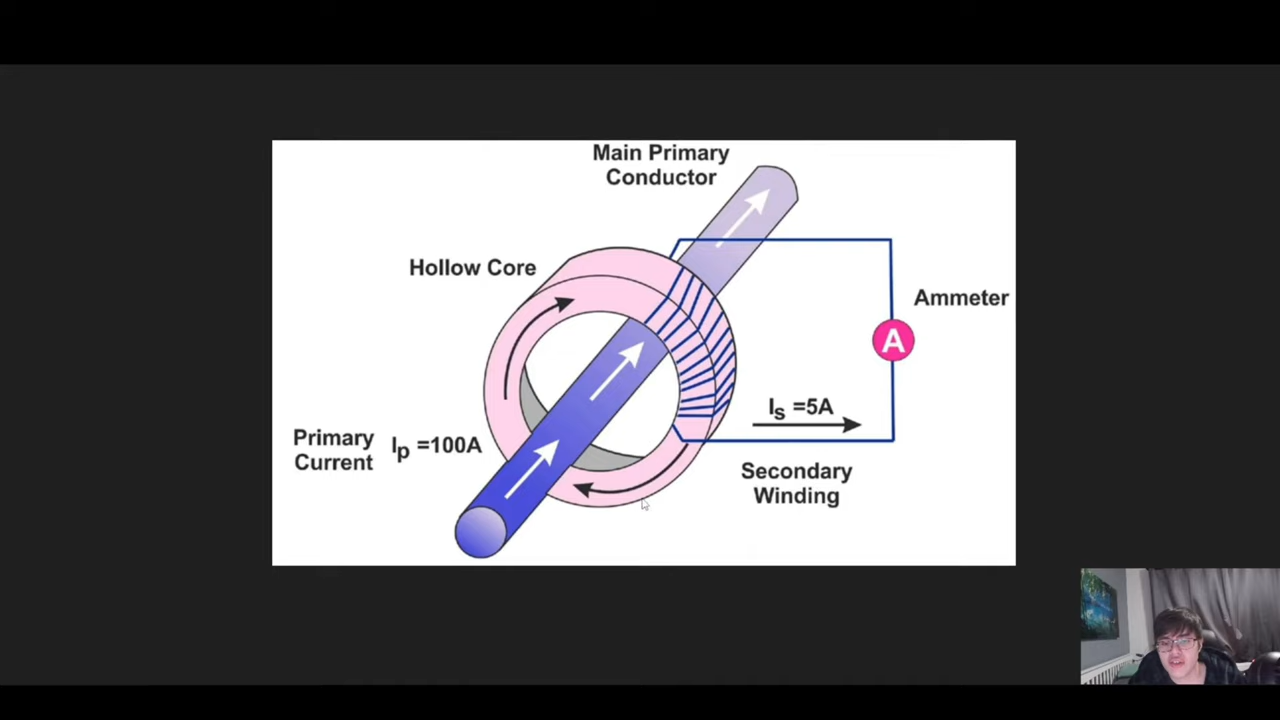 Main Primary
Conductor
Hollow Core
Ammeter
A
Is =5A
Primary
Current
Ip =100A
Secondary
Winding